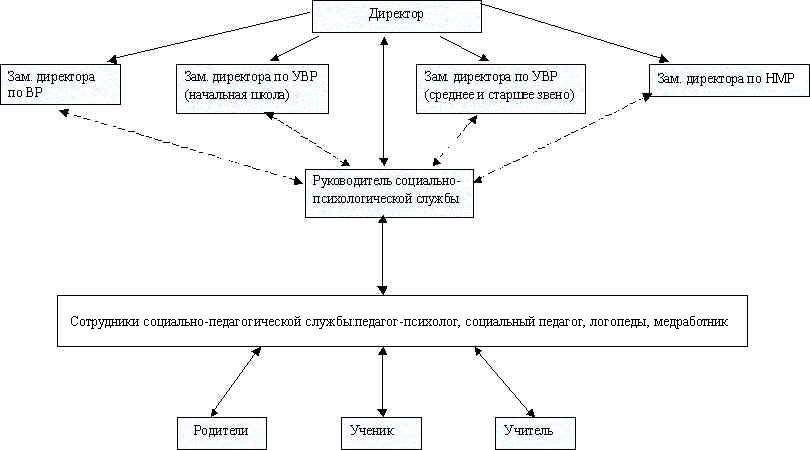 Директор
Зам. директора
по ВР
Зам. директора по УВР
(начальная школа)
Зам. директора по УВР
(среднее и старшее звено)
Зам. директора по НМР
Руководитель социально-
психологической службы
Сотрудники социально-педагогической службы:педагог-психолог, социальный педагог, логопеды, медработник
Родители
Ученик
Учитель